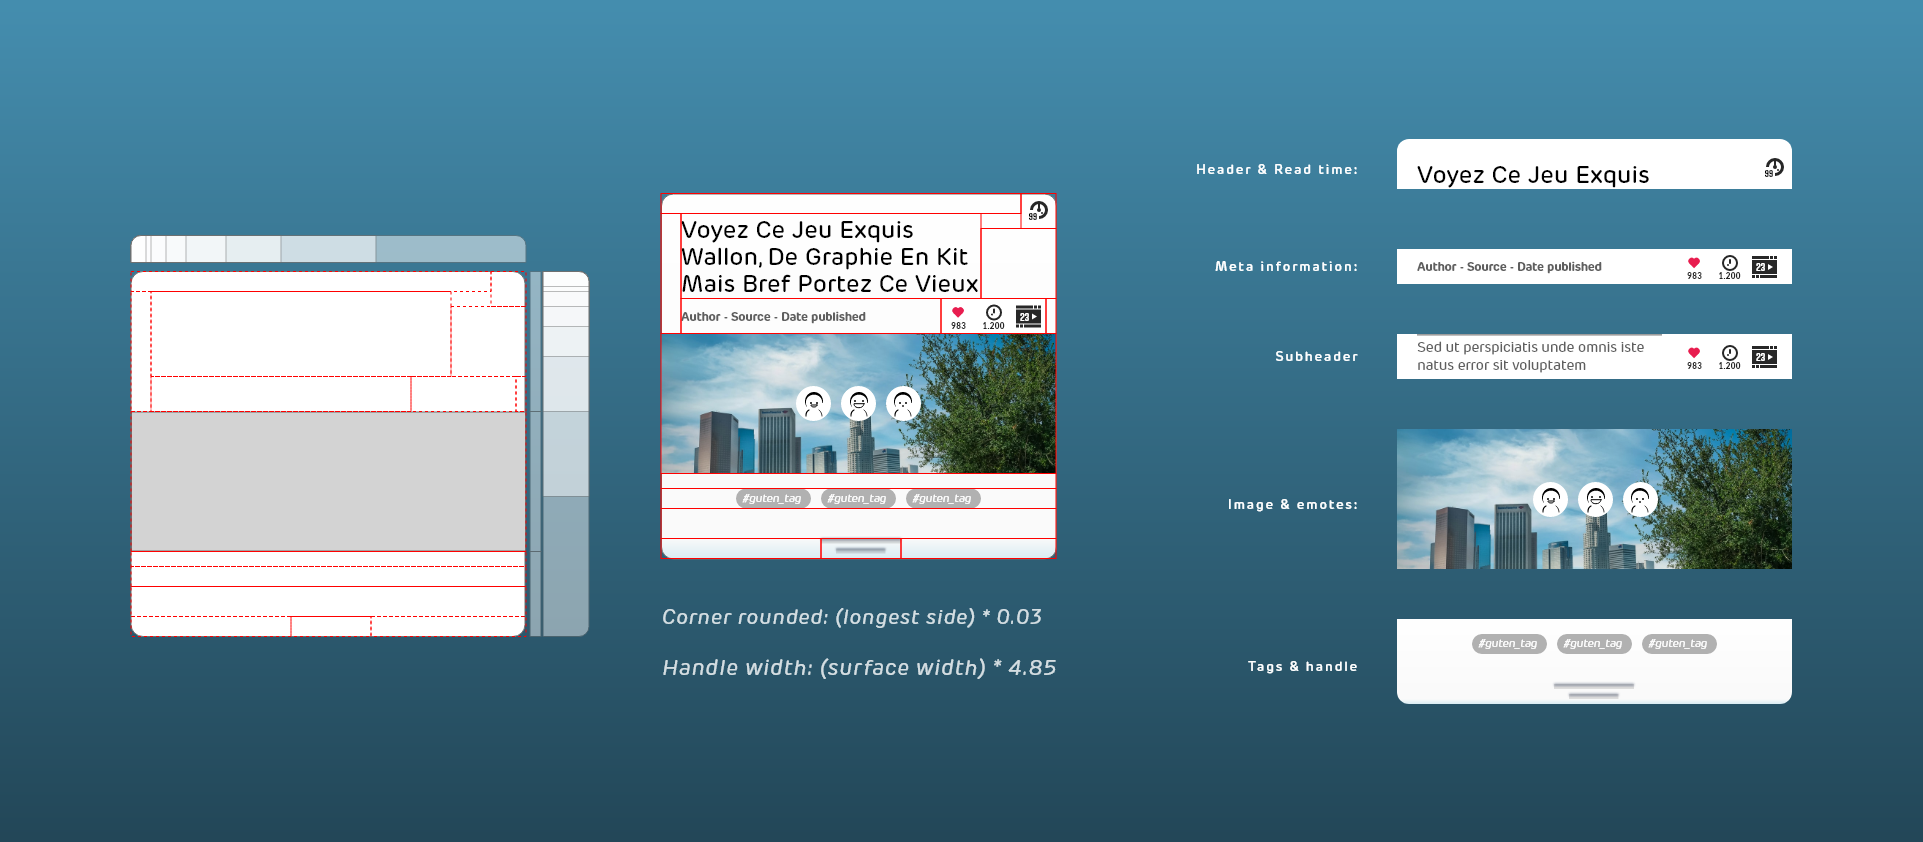 99
Voyez Ce Jeu Exquis
Wallon, De Graphie En Kit
Mais Bref Portez Ce Vieux
Author - Source - Date published
983
1.200
23
#guten_tag
#guten_tag
#guten_tag
Corner rounded: (longest side) * 0.03
Handle width: (surface width) * 4.85
Header & Read time:
Voyez Ce Jeu Exquis
99
Meta information:
Author - Source - Date published
983
1.200
23
Subheader
Sed ut perspiciatis unde omnis iste
natus error sit voluptatem
983
1.200
23
Image & emotes:
Tags & handle
#guten_tag
#guten_tag
#guten_tag